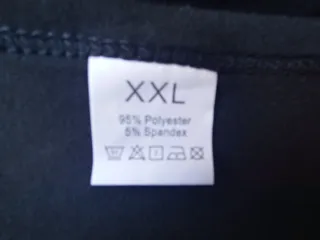 XXL
95% Polyester
5% Spandex